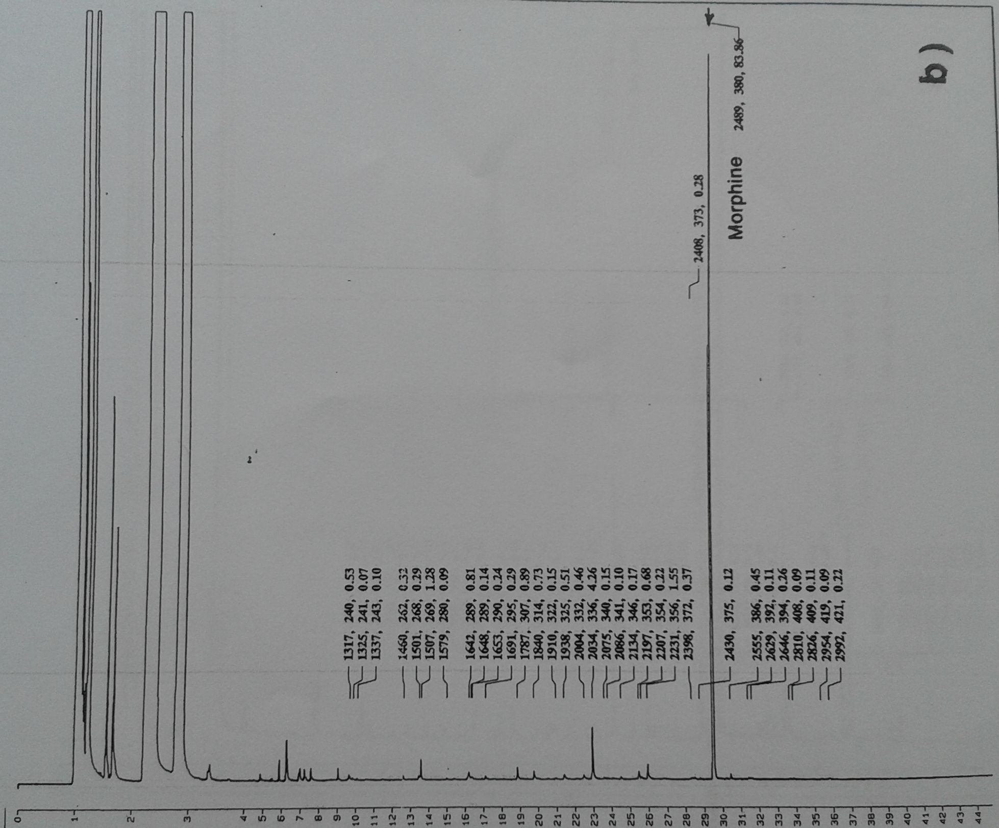 b)
1317, 240, 0.53
1325, 241, 0.07
1337, 243, 0.10
1460, 262, 0.32
1501, 268, 0.29
1507, 269, 1.28
1579, 280, 0.09
1642, 289, 0.81
1648, 289, 0.14
1653, 290, 0.24
1691, 295, 0.29
1787, 307, 0.89
1840, 314, 0.73
1910, 322, 0.15
1938, 325, 0.51
2004, 332, 0.46
2034, 336, 4.26
2075, 340, 0.15
2086, 341, 0.10
2134, 346, 0.17
2197, 353, 0.68
2207, 354, 0.22
2231, 356, 1.55
2398, 372, 0.37
2408, 373, 0.28
2430, 375, 0.12
Morphine 2489, 380, 83.86
2555, 386, 0.45
2629, 392, 0.11
2646, 394, 0.26
2810, 408, 0.09
2826, 409, 0.11
2954, 419, 0.09
2992, 421, 0.22
0
1
2
3
4
5
6
7
8
9
10
11
12
13
14
15
16
17
18
19
20
21
22
23
24
25
26
27
28
29
30
31
32
33
34
35
36
37
38
39
40
41
42
43
44